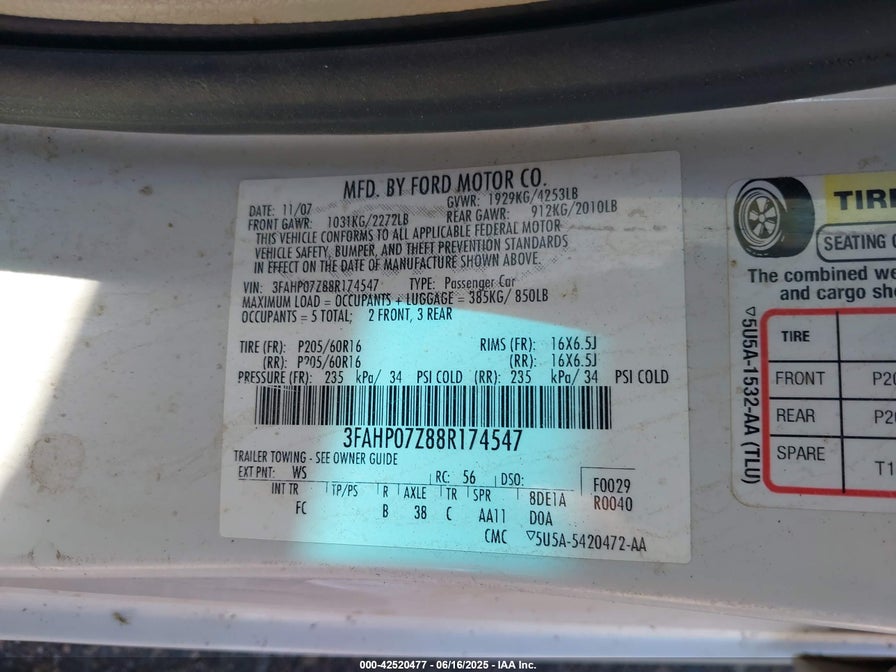 MFD. BY FORD MOTOR CO.
DATE: 11/07 GVWR: 1929KG/4253LB
FRONT GAWR: 1031KG/2272LB REAR GAWR: 912KG/2010LB
THIS VEHICLE CONFORMS TO ALL APPLICABLE FEDERAL MOTOR
VEHICLE SAFETY, BUMPER, AND THEFT PREVENTION STANDARDS
IN EFFECT ON THE DATE OF MANUFACTURE SHOWN ABOVE.
VIN: 3FAHP07Z88R174547 TYPE: Passenger Car
MAXIMUM LOAD = OCCUPANTS + LUGGAGE = 385KG/ 850LB
OCCUPANTS = 5 TOTAL; 2 FRONT, 3 REAR
TIRE (FR): P205/60R16 RIMS (FR): 16X6.5J
(RR): P205/60R16 (RR): 16X6.5J
PRESSURE (FR): 235 kPa/ 34 PSI COLD (RR): 235 kPa/ 34 PSI COLD
3FAHP07Z88R174547
TRAILER TOWING - SEE OWNER GUIDE
EXT PNT: WS RC: 56 DSO: F0029
INT TR TP/PS R AXLE TR SPR 8DE1A R0040
FC B 38 C AA11 D0A
CMC ▽5U5A-5420472-AA
TIRE
SEATING
The combined
and cargo
TIRE
FRONT
REAR
SPARE
▽5U5A-1532-AA (TLU)
000-42520477 - 06/16/2025 - IAA Inc.